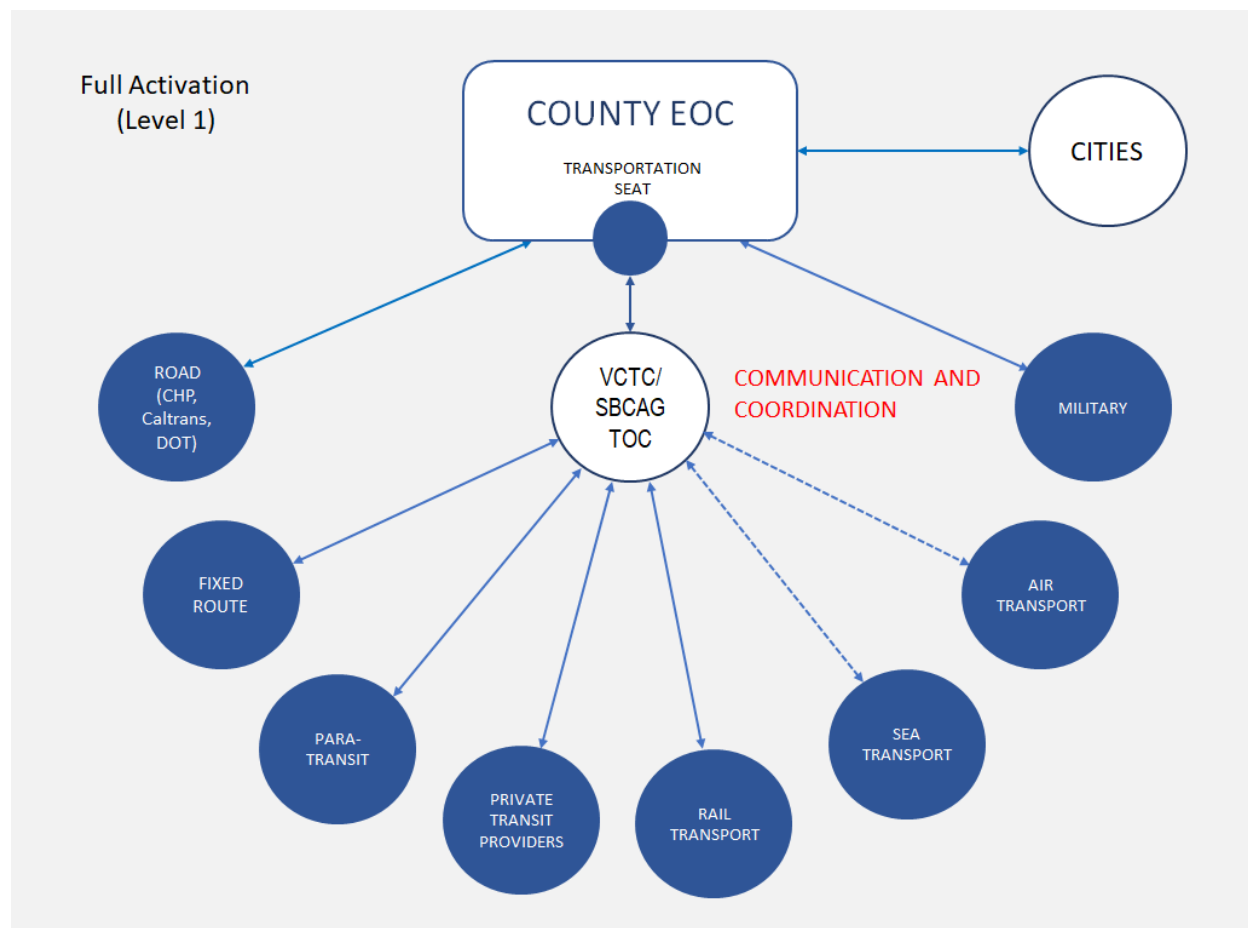 Full Activation
(Level 1)
COUNTY EOC
TRANSPORTATION
SEAT
CITIES
ROAD
(CHP,
Caltrans,
DOT)
VCTC/
SBCAG
TOC
COMMUNICATION AND
COORDINATION
MILITARY
FIXED
ROUTE
AIR
TRANSPORT
PARA-
TRANSIT
SEA
TRANSPORT
PRIVATE
TRANSIT
PROVIDERS
RAIL
TRANSPORT